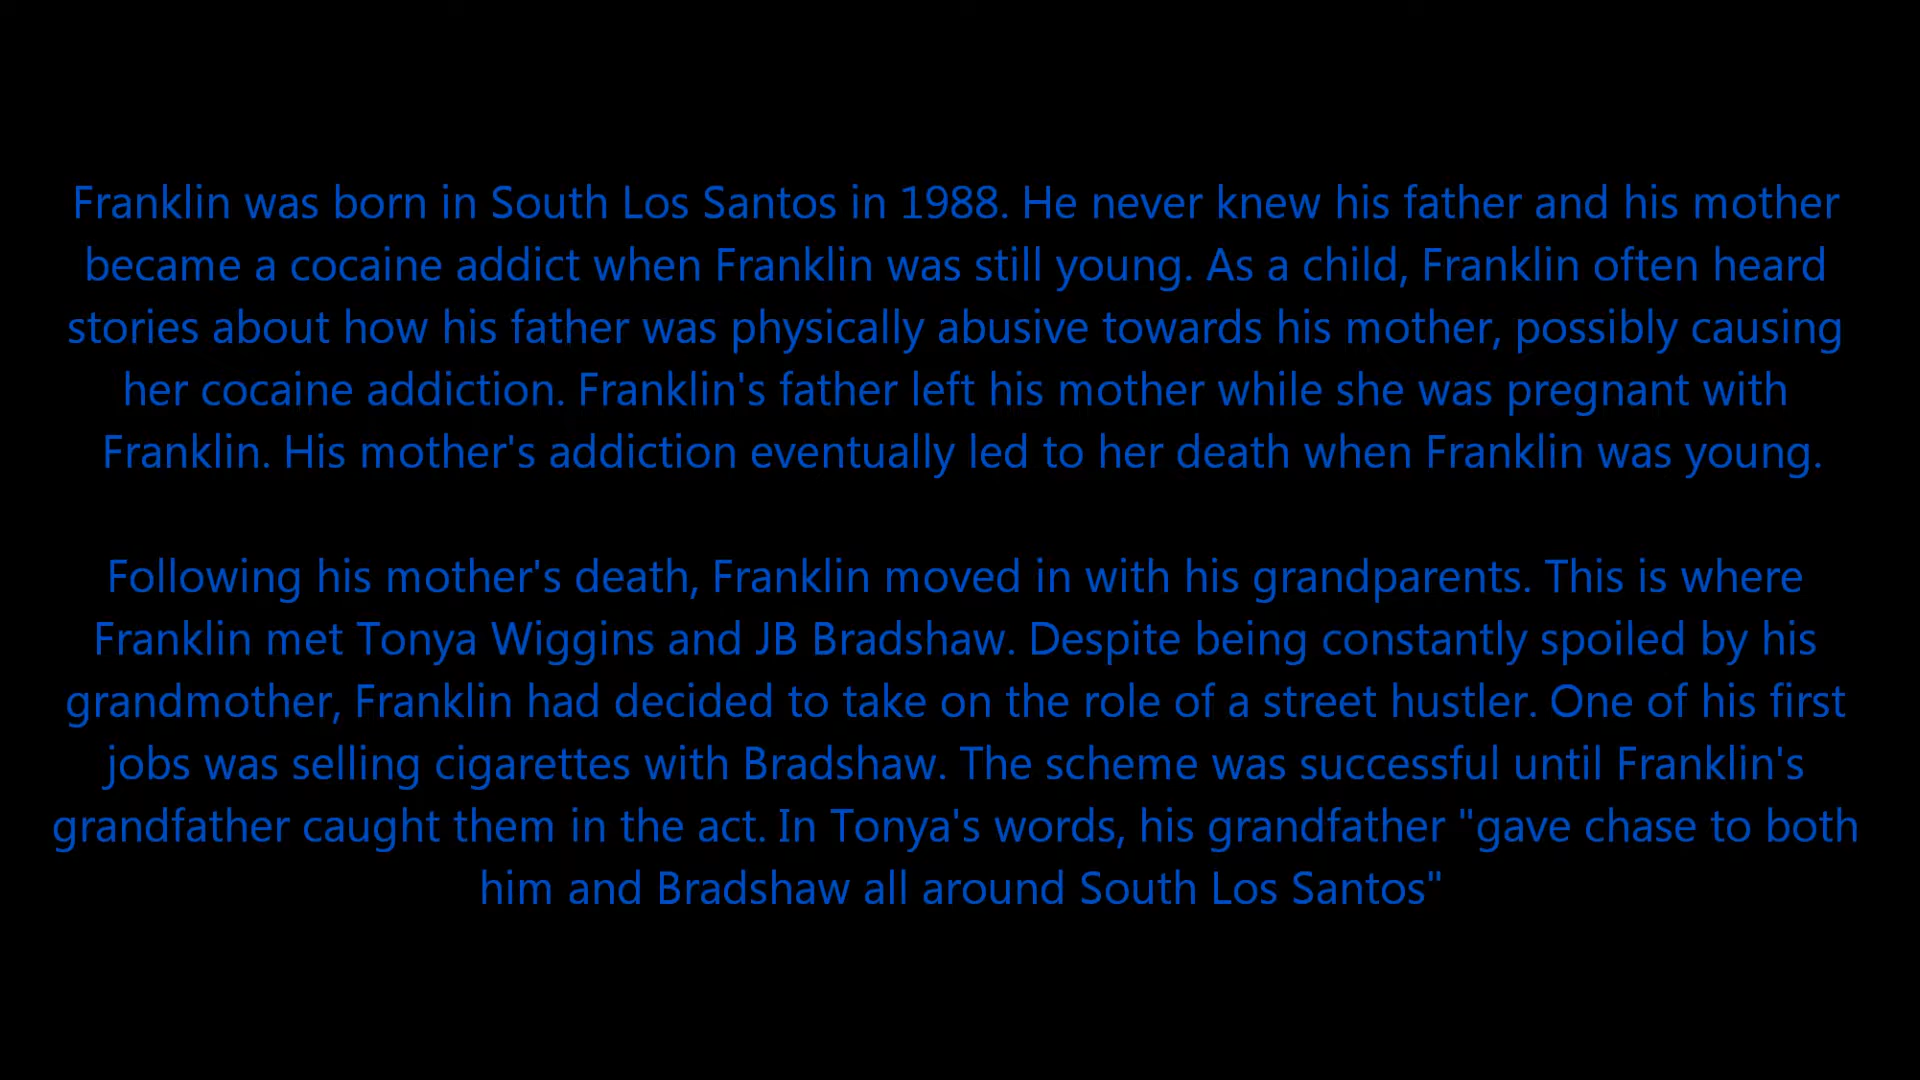 Franklin was born in South Los Santos in 1988. He never knew his father and his mother
became a cocaine addict when Franklin was still young. As a child, Franklin often heard
stories about how his father was physically abusive towards his mother, possibly causing
her cocaine addiction. Franklin's father left his mother while she was pregnant with
Franklin. His mother's addiction eventually led to her death when Franklin was young.
Following his mother's death, Franklin moved in with his grandparents. This is where
Franklin met Tonya Wiggins and JB Bradshaw. Despite being constantly spoiled by his
grandmother, Franklin had decided to take on the role of a street hustler. One of his first
jobs was selling cigarettes with Bradshaw. The scheme was successful until Franklin's
grandfather caught them in the act. In Tonya's words, his grandfather "gave chase to both
him and Bradshaw all around South Los Santos"